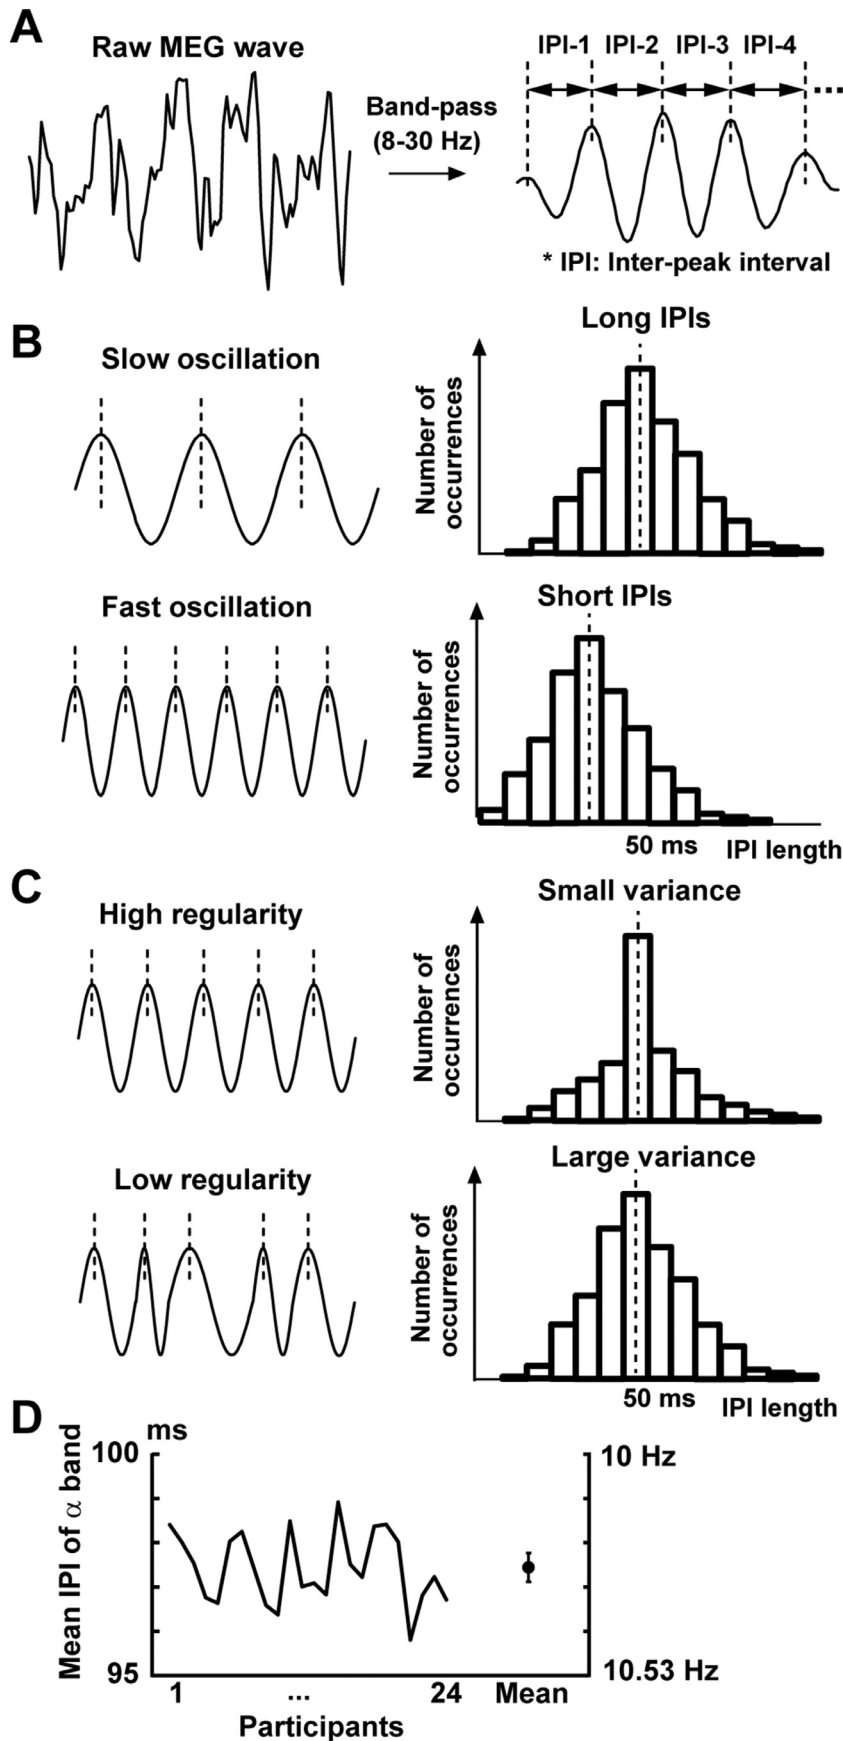 A
Raw MEG wave
Band-pass
(8-30 Hz)
IPI-1 IPI-2 IPI-3 IPI-4
...
* IPI: Inter-peak interval
B
Slow oscillation
Long IPIs
Number of
occurrences
Fast oscillation
Short IPIs
Number of
occurrences
50 ms
IPI length
C
High regularity
Small variance
Number of
occurrences
Low regularity
Large variance
Number of
occurrences
50 ms
IPI length
D
ms
Mean IPI of α band
100
95
10 Hz
10.53 Hz
1 ... 24 Mean
Participants